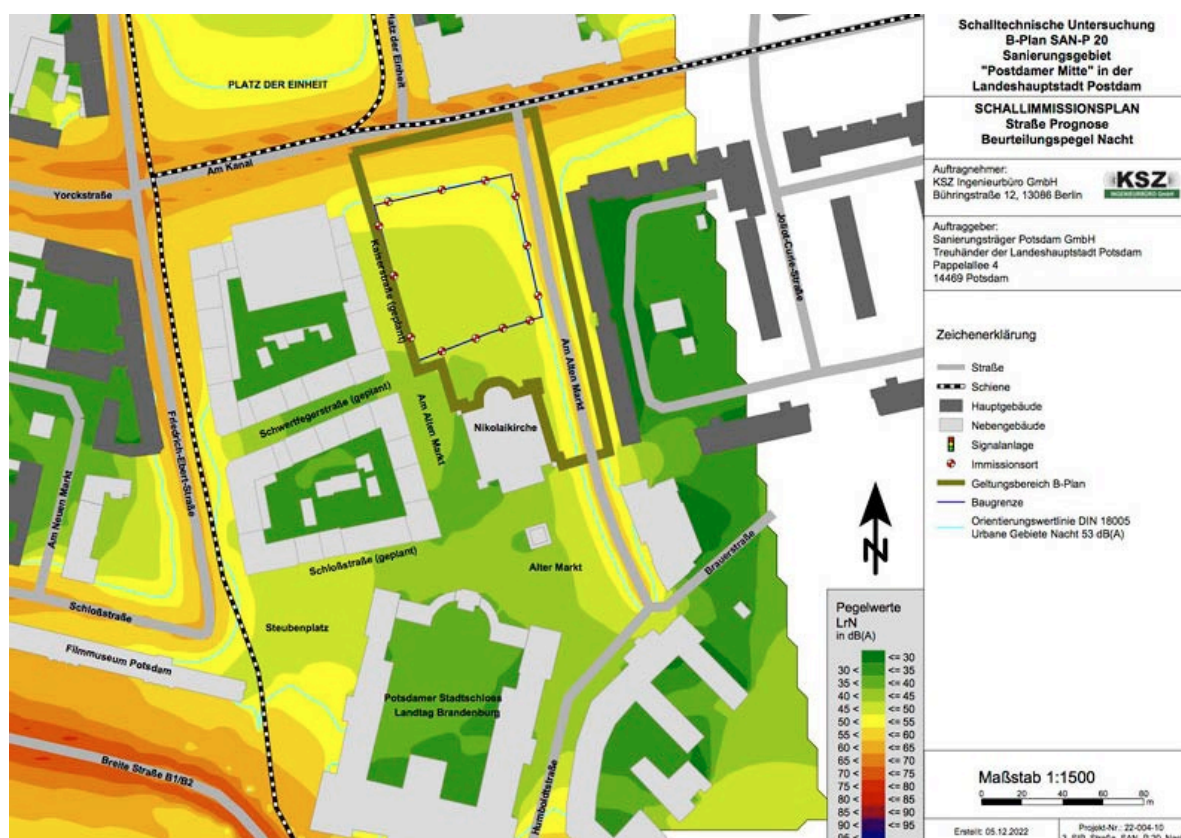 Schalltechnische Untersuchung
B-Plan SAN-P 20
Sanierungsgebiet
"Postdamer Mitte" in der
Landeshauptstadt Postdam
SCHALLIMMISSIONSPLAN
Straße Prognose
Beurteilungspegel Nacht
Auftragnehmer:
KSZ Ingenieurbüro GmbH
Bühringstraße 12, 13086 Berlin
KSZ
INGENIEURBÜRO GmbH
Auftraggeber:
Sanierungsträger Potsdam GmbH
Treuhänder der Landeshauptstadt Potsdam
Pappelallee 4
14469 Potsdam
Zeichenerklärung
Straße
Schiene
Hauptgebäude
Nebengebäude
Signalanlage
Immissionsort
Geltungsbereich B-Plan
Baugrenze
Orientierungswertlinie DIN 18005
Urbane Gebiete Nacht 53 dB(A)
Maßstab 1:1500
0 20 40 60 80
m
Erstellt: 05.12.2022
Projekt-Nr.: 22-004-10
Platz der Einheit
PLATZ DER EINHEIT
Am Kanal
Yorckstraße
Kaiserstraße (geplant)
Joliot-Curie-Straße
Am Alten Markt
Schwertfegerstraße (geplant)
Am Alten Markt
Nikolaikirche
Friedrich-Ebert-Straße
Am Neuen Markt
Schloßstraße (geplant)
Alter Markt
Brauerstraße
Schloßstraße
Steubenplatz
Filmmuseum Potsdam
Potsdamer Stadtschloss
Landtag Brandenburg
Breite Straße B1/B2
Humboldtstraße
N
Pegelwerte
LrN
in dB(A)
<= 30
30 < <= 35
35 < <= 40
40 < <= 45
45 < <= 50
50 < <= 55
55 < <= 60
60 < <= 65
65 < <= 70
70 < <= 75
75 < <= 80
80 < <= 85
85 < <= 90
90 < <= 95
95 <